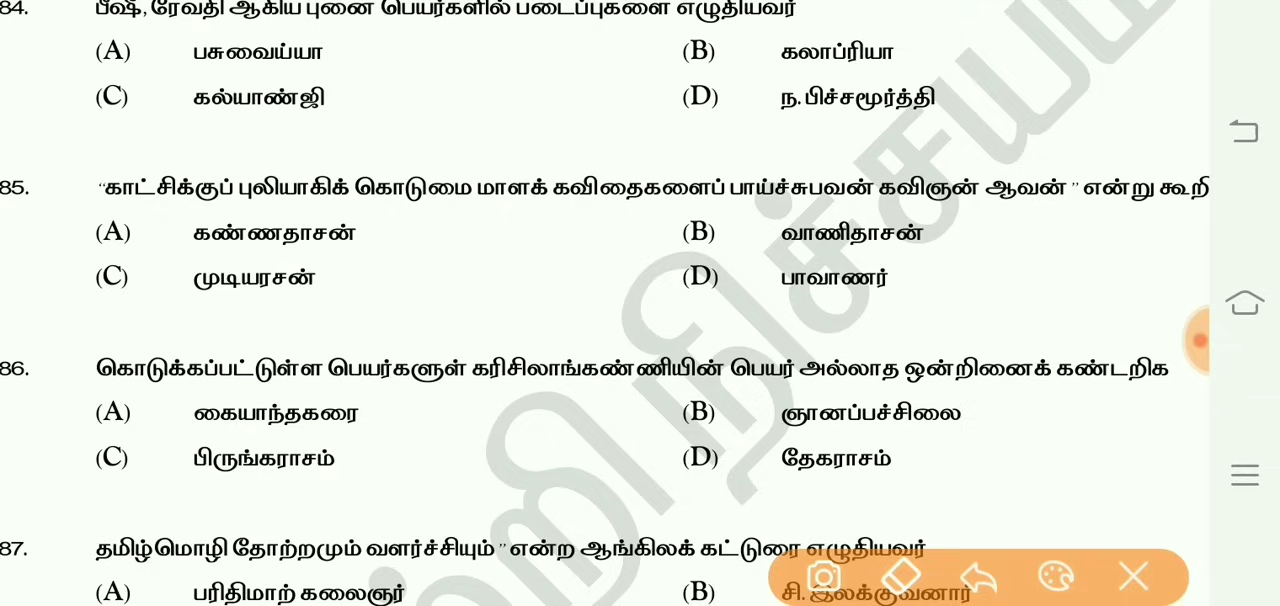 84. பிஷு, ரேவதி ஆகிய புனை பெயர்களில் படைப்புகளை எழுதியவர்
(A) பசுவைய்யா (B) கலாப்ரியா
(C) கல்யாண்ஜி (D) ந. பிச்சமூர்த்தி
85. “காட்சிக்குப் புலியாகிக் கொடுமை மாளக் கவிதைகளைப் பாய்ச்சுபவன் கவிஞன் ஆவன் ” என்று கூறி
(A) கண்ணதாசன் (B) வாணிதாசன்
(C) முடியரசன் (D) பாவாணர்
86. கொடுக்கப்பட்டுள்ள பெயர்களுள் கரிசிலாங்கண்ணியின் பெயர் அல்லாத ஒன்றினைக் கண்டறிக
(A) கையாந்தகரை (B) ஞானப்பச்சிலை
(C) பிருங்கராசம் (D) தேகராசம்
87. தமிழ்மொழி தோற்றமும் வளர்ச்சியும் ” என்ற ஆங்கிலக் கட்டுரை எழுதியவர்
(A) பரிதிமாற் கலைஞர் (B) சி. இலக்குவனார்